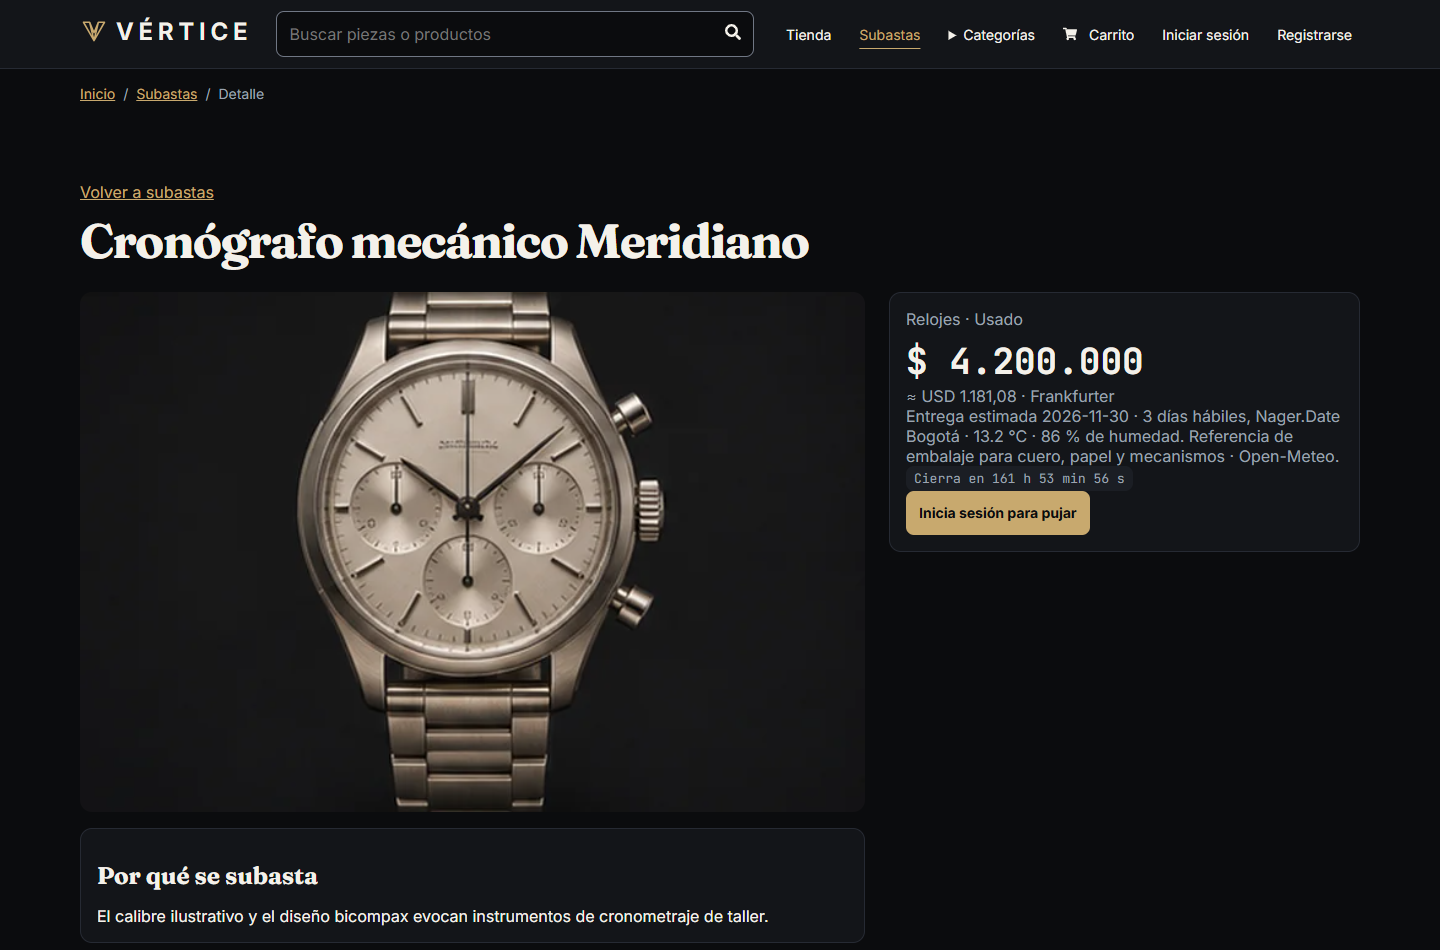 VÉRTICE
Buscar piezas o productos
Tienda
Subastas
Categorías
Carrito
Iniciar sesión
Registrarse
Inicio / Subastas / Detalle
Volver a subastas
Cronógrafo mecánico Meridiano
Relojes · Usado
$ 4.200.000
≈ USD 1.181,08 · Frankfurter
Entrega estimada 2026-11-30 · 3 días hábiles, Nager.Date
Bogotá · 13.2 °C · 86 % de humedad. Referencia de
embalaje para cuero, papel y mecanismos · Open-Meteo.
Cierra en 161 h 53 min 56 s
Inicia sesión para pujar
Por qué se subasta
El calibre ilustrativo y el diseño bicompax evocan instrumentos de cronometraje de taller.